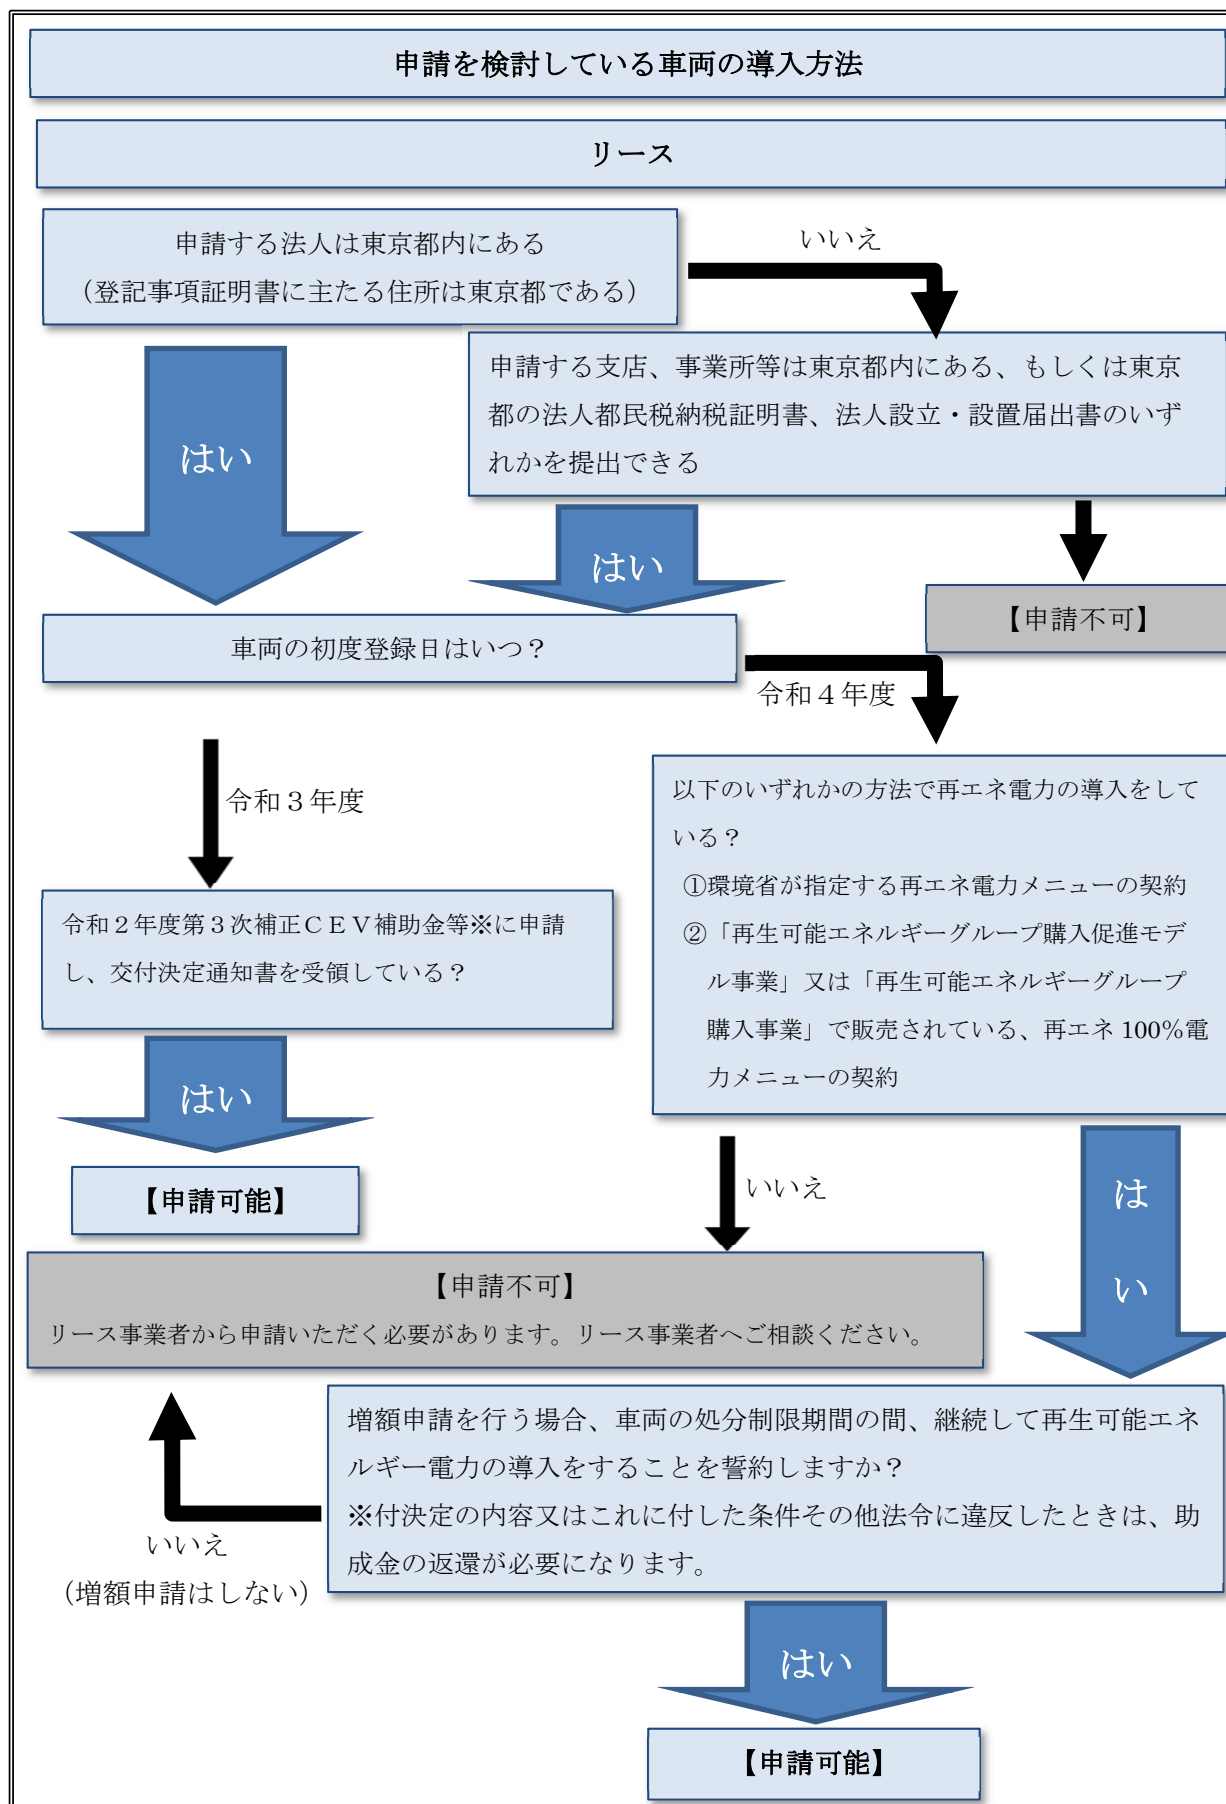 申請を検討している車両の導入方法
リース
申請する法人は東京都内にある
（登記事項証明書に主たる住所は東京都である）
いいえ
申請する支店、事業所等は東京都内にある、もしくは東京
都の法人都民税納税証明書、法人設立・設置届出書のいず
れかを提出できる
はい
はい
【申請不可】
車両の初度登録日はいつ？
令和４年度
令和３年度
以下のいずれかの方法で再エネ電力の導入をして
いる？
①環境省が指定する再エネ電力メニューの契約
②「再生可能エネルギーグループ購入促進モデ
ル事業」又は「再生可能エネルギーグループ
購入事業」で販売されている、再エネ 100%電
力メニューの契約
令和２年度第３次補正ＣＥＶ補助金等※に申請
し、交付決定通知書を受領している？
はい
【申請可能】
いいえ
はい
【申請不可】
リース事業者から申請いただく必要があります。リース事業者へご相談ください。
増額申請を行う場合、車両の処分制限期間の間、継続して再生可能エネ
ルギー電力の導入をすることを誓約しますか？
※付決定の内容又はこれに付した条件その他法令に違反したときは、助
成金の返還が必要になります。
いいえ
（増額申請はしない）
はい
【申請可能】